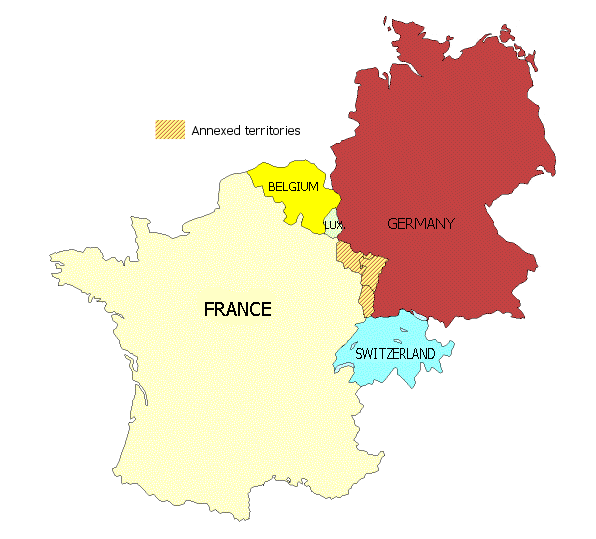 Annexed territories
BELGIUM
LUX.
GERMANY
FRANCE
SWITZERLAND